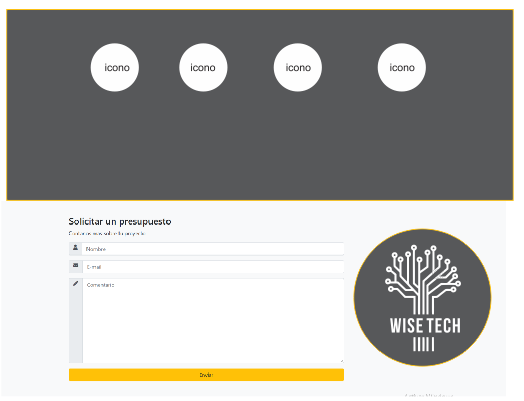 icono icono icono icono
Solicitar un presupuesto
Nombre
E-mail
Comentario
Enviar
WISE TECH